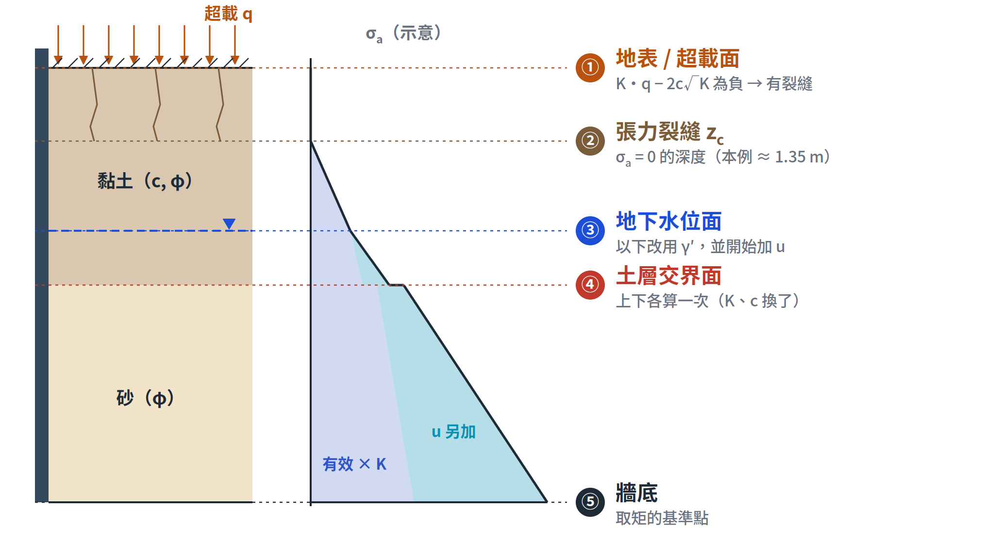 超載 q
σa（示意）
① 地表 / 超載面
K・q − 2c√K 為負 → 有裂縫
② 張力裂縫 zc
σa = 0 的深度（本例 ≈ 1.35 m）
黏土（c, φ）
③ 地下水位面
以下改用 γ′，並開始加 u
④ 土層交界面
上下各算一次（K、c 換了）
砂（φ）
u 另加
有效 × K
⑤ 牆底
取矩的基準點